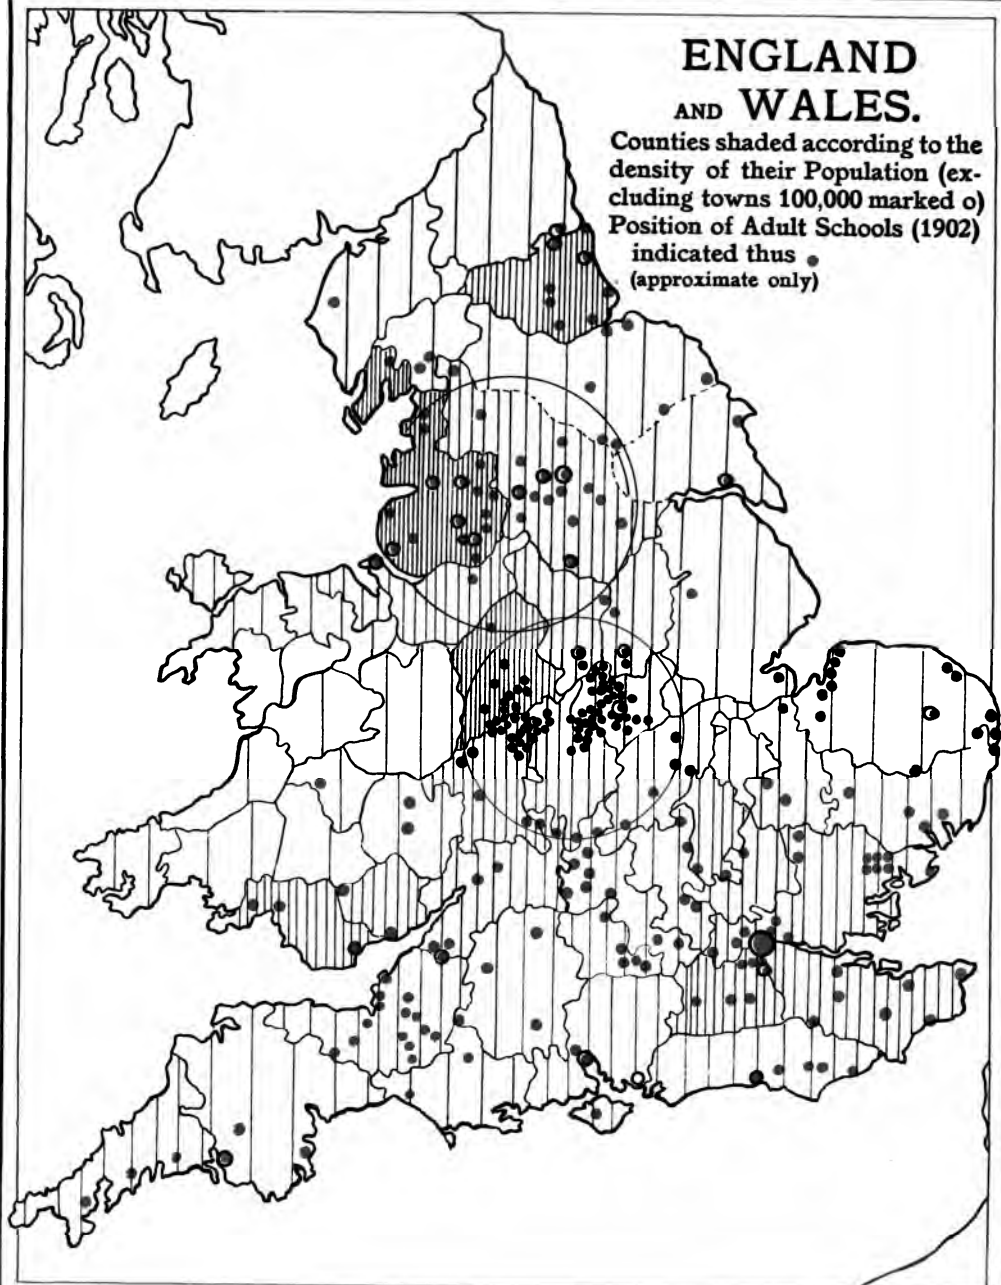 ENGLAND
AND WALES.
Counties shaded according to the
density of their Population (ex-
cluding towns 100,000 marked o)
Position of Adult Schools (1902)
indicated thus
(approximate only)